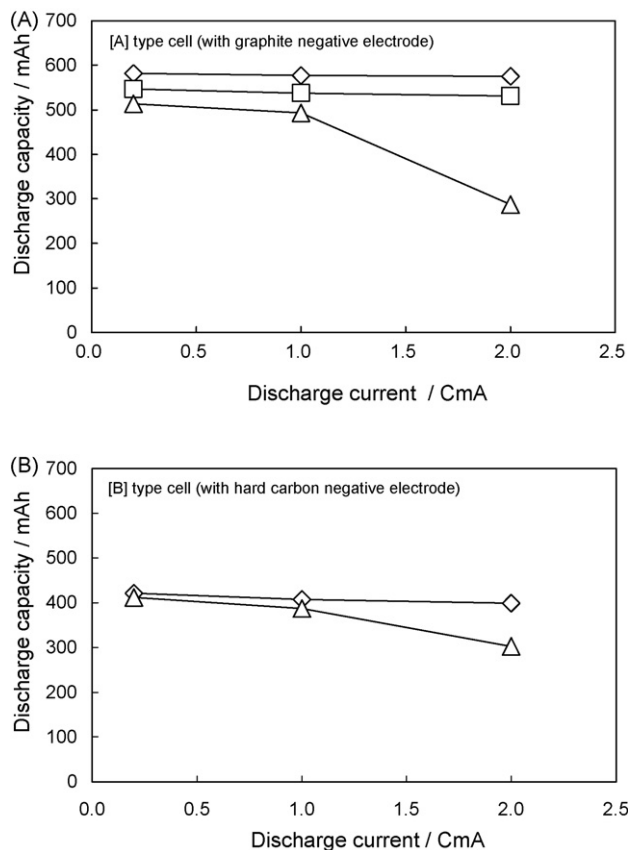 (A)
700
[A] type cell (with graphite negative electrode)
600
500
400
300
200
100
0
Discharge capacity / mAh
0.0 0.5 1.0 1.5 2.0 2.5
Discharge current / CmA
(B)
700
[B] type cell (with hard carbon negative electrode)
600
500
400
300
200
100
0
Discharge capacity / mAh
0.0 0.5 1.0 1.5 2.0 2.5
Discharge current / CmA